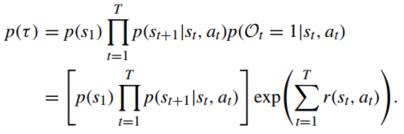 p(τ) = p(s₁) ∏_{t=1}^{T} p(s_{t+1}|s_t, a_t)p(𝒪_t = 1|s_t, a_t)
= [p(s₁) ∏_{t=1}^{T} p(s_{t+1}|s_t, a_t)] exp(∑_{t=1}^{T} r(s_t, a_t)).